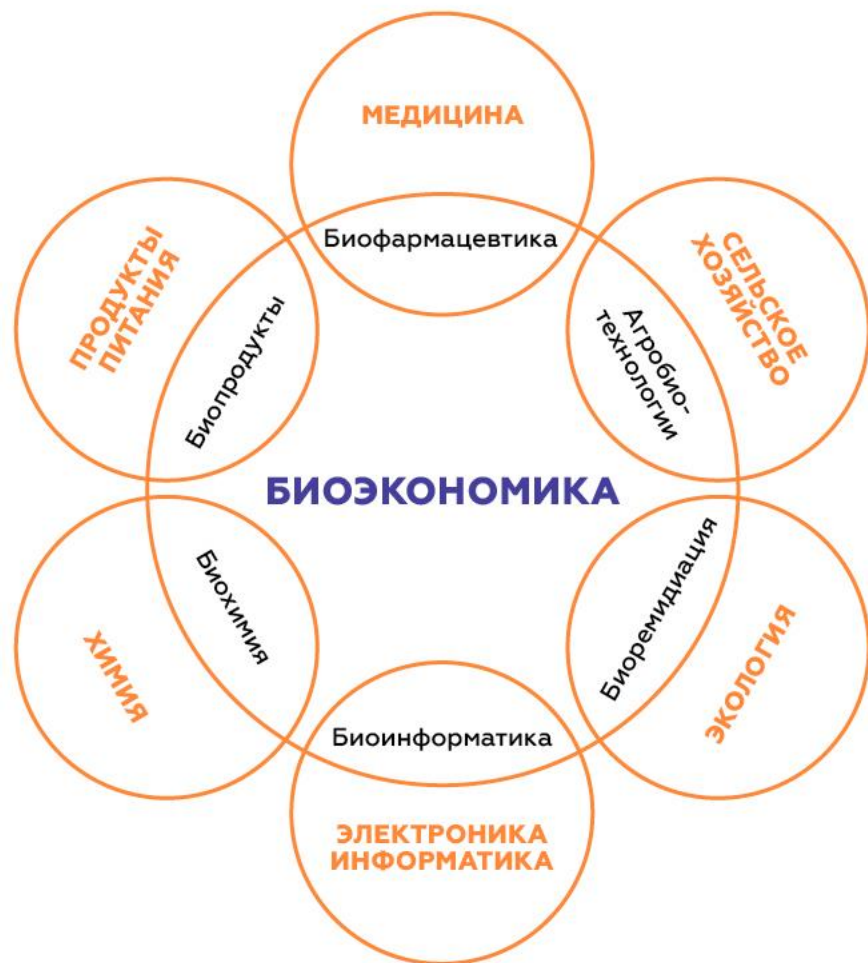 МЕДИЦИНА
Биофармацевтика
СЕЛЬСКОЕ
ХОЗЯЙСТВО
Агробио-
технологии
ПРОДУКТЫ
ПИТАНИЯ
Биопродукты
БИОЭКОНОМИКА
Биохимия
ХИМИЯ
Биоремидиация
ЭКОЛОГИЯ
Биоинформатика
ЭЛЕКТРОНИКА
ИНФОРМАТИКА